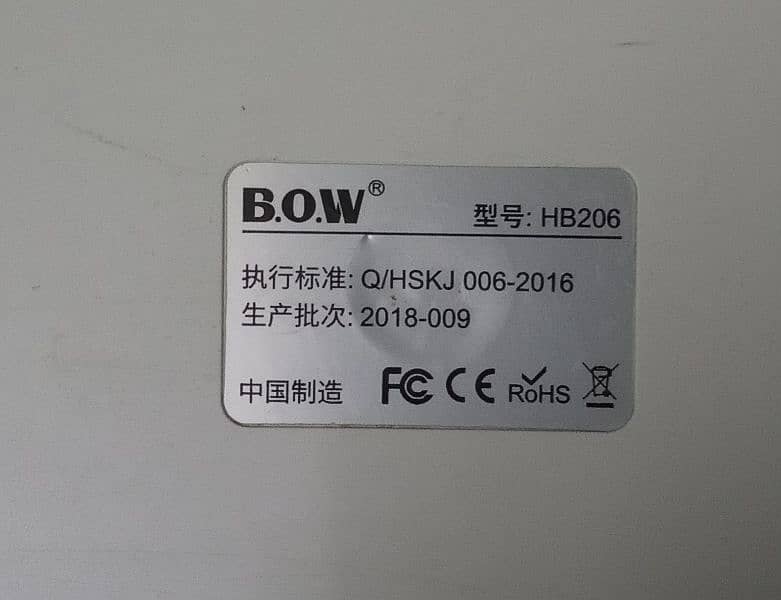 B.O.W®
型号: HB206
执行标准: Q/HSKJ 006-2016
生产批次: 2018-009
中国制造 FC CE RoHS